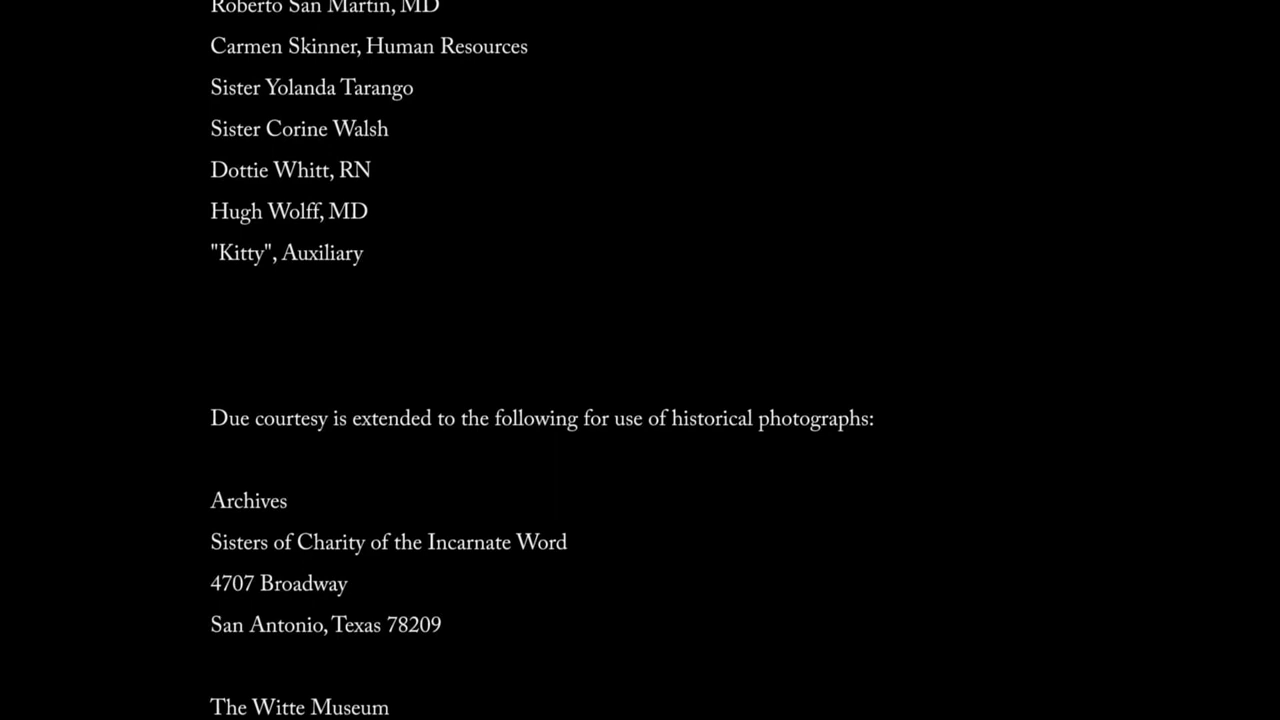 Roberto San Martin, MD
Carmen Skinner, Human Resources
Sister Yolanda Tarango
Sister Corine Walsh
Dottie Whitt, RN
Hugh Wolff, MD
"Kitty", Auxiliary
Due courtesy is extended to the following for use of historical photographs:
Archives
Sisters of Charity of the Incarnate Word
4707 Broadway
San Antonio, Texas 78209
The Witte Museum